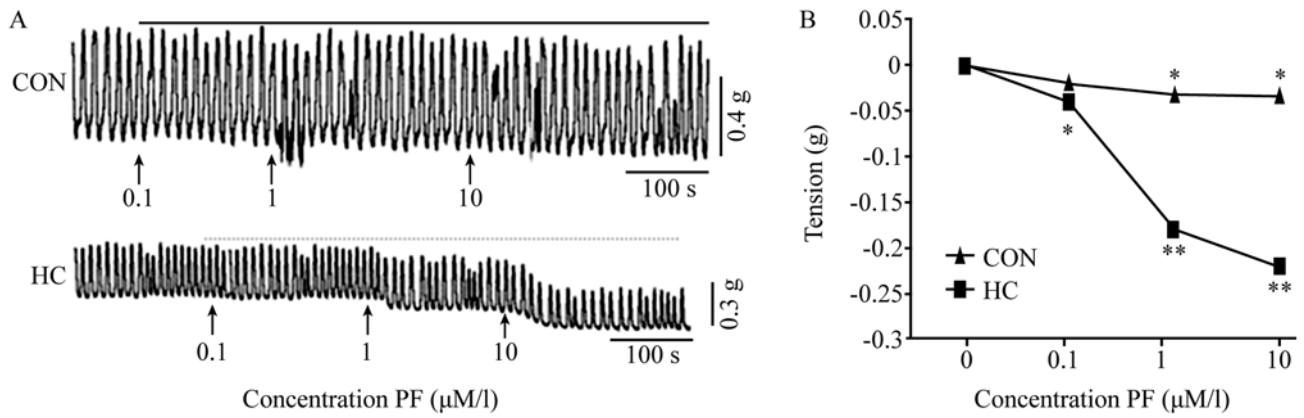 A
CON
0.4 g
0.1 1 10
100 s
HC
0.3 g
0.1 1 10
100 s
Concentration PF (μM/l)
B
0.05
0
-0.05
-0.1
-0.15
-0.2
-0.25
-0.3
Tension (g)
* *
*
**
**
CON
HC
0 0.1 1 10
Concentration PF (μM/l)